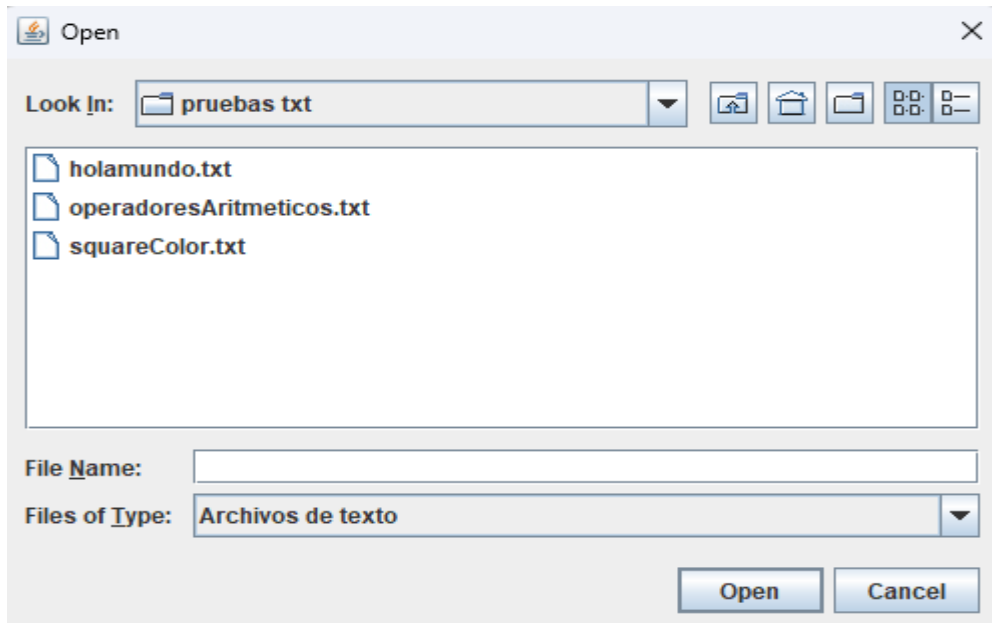 Open
Look In: pruebas txt
holamundo.txt
operadoresAritmeticos.txt
squareColor.txt
File Name:
Files of Type: Archivos de texto
Open Cancel